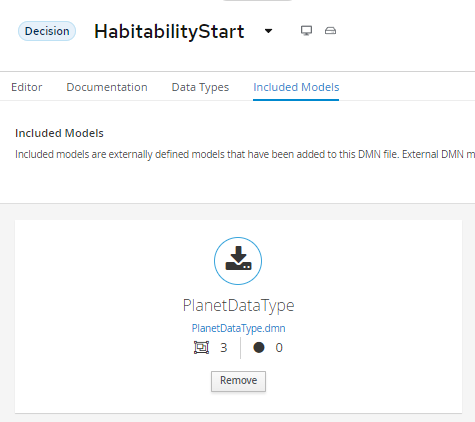 Decision HabitabilityStart
Editor Documentation Data Types Included Models
Included Models
Included models are externally defined models that have been added to this DMN file. External DMN m
PlanetDataType
PlanetDataType.dmn
3 0
Remove